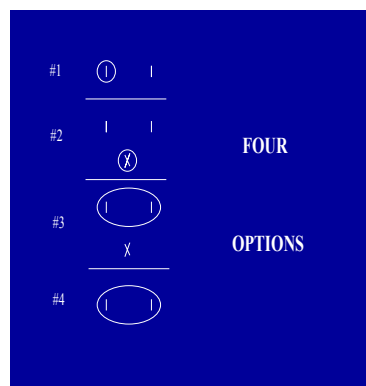 #1 | |
#2 | |
X
FOUR
#3 | |
X
OPTIONS
#4 | |